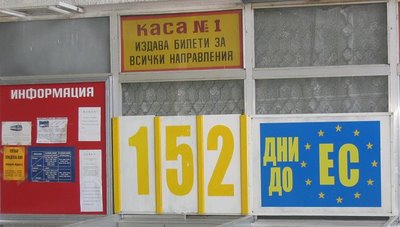 КАСА №1
ИЗДАВА БИЛЕТИ ЗА
ВСИЧКИ НАПРАВЛЕНИЯ
ИНФОРМАЦИЯ
152
ДНИ
ДО
ЕС